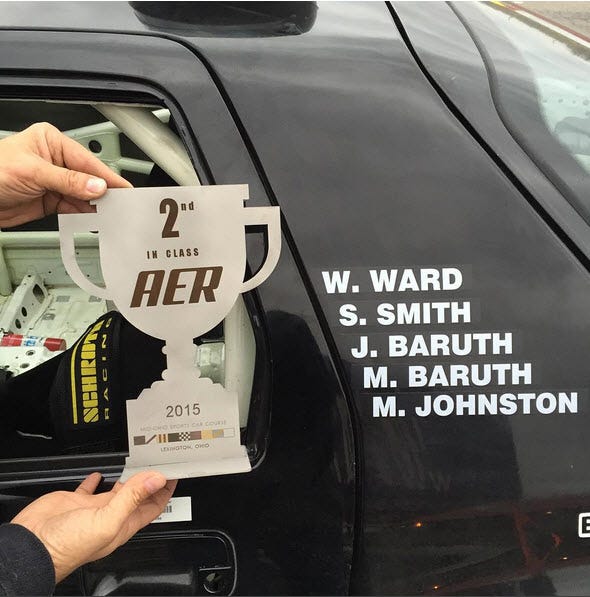 2nd
IN CLASS
AER
2015
MID-OHIO SPORTS CAR COURSE
LEXINGTON, OHIO
SCHROTH
RACING
W. WARD
S. SMITH
J. BARUTH
M. BARUTH
M. JOHNSTON